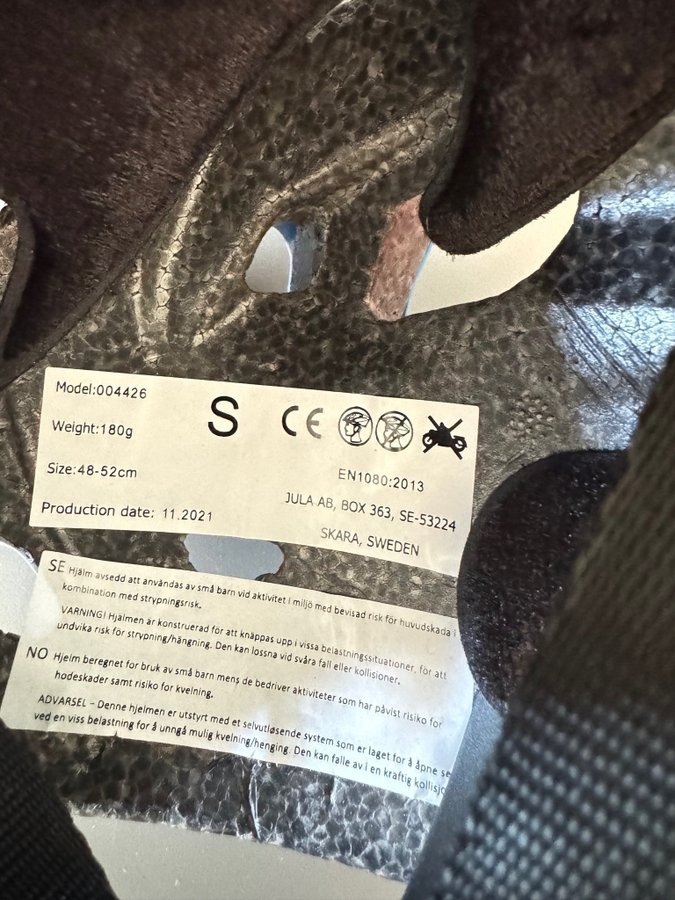 Model:004426
S
CE
Weight:180g
Size:48-52cm
EN1080:2013
Production date: 11.2021
JULA AB, BOX 363, SE-53224
SKARA, SWEDEN
SE Hjälm avsedd att användas av små barn vid aktivitet i miljö med bevisad risk för huvudskada i
kombination med strypningsrisk.
VARNING! Hjälmen är konstruerad för att knäppas upp i vissa belastningssituationer, för att
undvika risk för strypning/hängning. Den kan lossna vid svåra fall eller kollisioner.
NO Hjelm beregnet for bruk av små barn mens de bedriver aktiviteter som har påvist risiko for
hodeskader samt risiko for kvelning.
ADVARSEL – Denne hjelmen er utstyrt med et selvutløsende system som er laget for å åpne se
ved en viss belastning for å unngå mulig kvelning/henging. Den kan falle av i en kraftig kollisjo